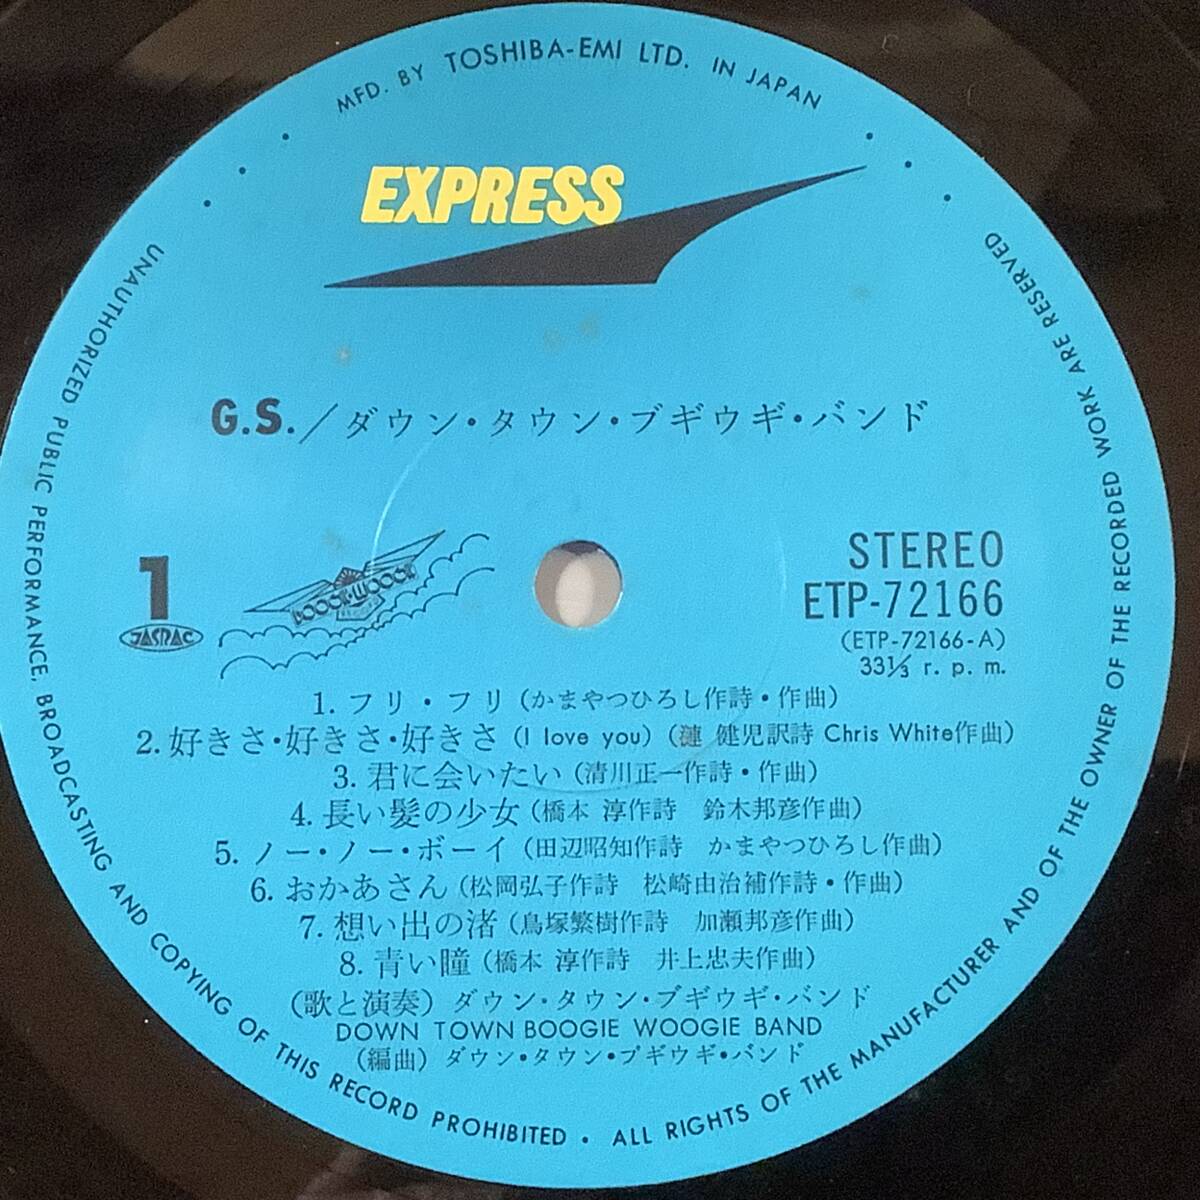 MFD. BY TOSHIBA-EMI LTD. IN JAPAN
EXPRESS
G.S./ダウン・タウン・ブギウギ・バンド
1
JASRAC
BOOGIE-WOOGIE
STEREO
ETP-72166
(ETP-72166-A)
33⅓ r. p. m.
1. フリ・フリ (かまやつひろし作詩・作曲)
2. 好きさ・好きさ・好きさ (I love you) (漣 健児訳詩 Chris White作曲)
3. 君に会いたい (清川正一作詩・作曲)
4. 長い髪の少女 (橋本 淳作詩 鈴木邦彦作曲)
5. ノー・ノー・ボーイ (田辺昭知作詩 かまやつひろし作曲)
6. おかあさん (松岡弘子作詩 松崎由治補作詩・作曲)
7. 想い出の渚 (鳥塚繁樹作詩 加瀬邦彦作曲)
8. 青い瞳 (橋本 淳作詩 井上忠夫作曲)
(歌と演奏) ダウン・タウン・ブギウギ・バンド
DOWN TOWN BOOGIE WOOGIE BAND
(編曲) ダウン・タウン・ブギウギ・バンド
UNAUTHORIZED PUBLIC PERFORMANCE, BROADCASTING AND COPYING OF THIS RECORD PROHIBITED • ALL RIGHTS OF THE MANUFACTURER AND OF THE OWNER OF THE RECORDED WORK ARE RESERVED